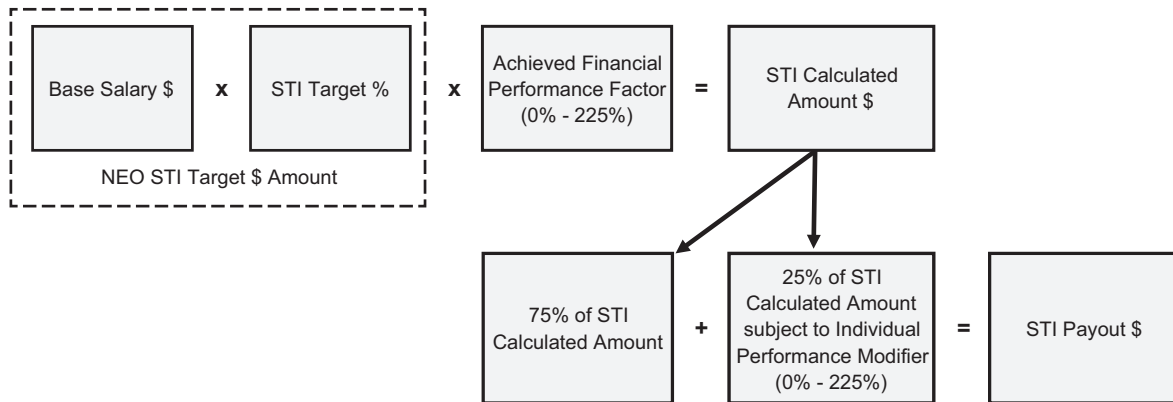 Base Salary $
x
STI Target %
x
Achieved Financial
Performance Factor
(0% - 225%)
=
STI Calculated
Amount $
NEO STI Target $ Amount
75% of STI
Calculated Amount
+
25% of STI
Calculated Amount
subject to Individual
Performance Modifier
(0% - 225%)
=
STI Payout $